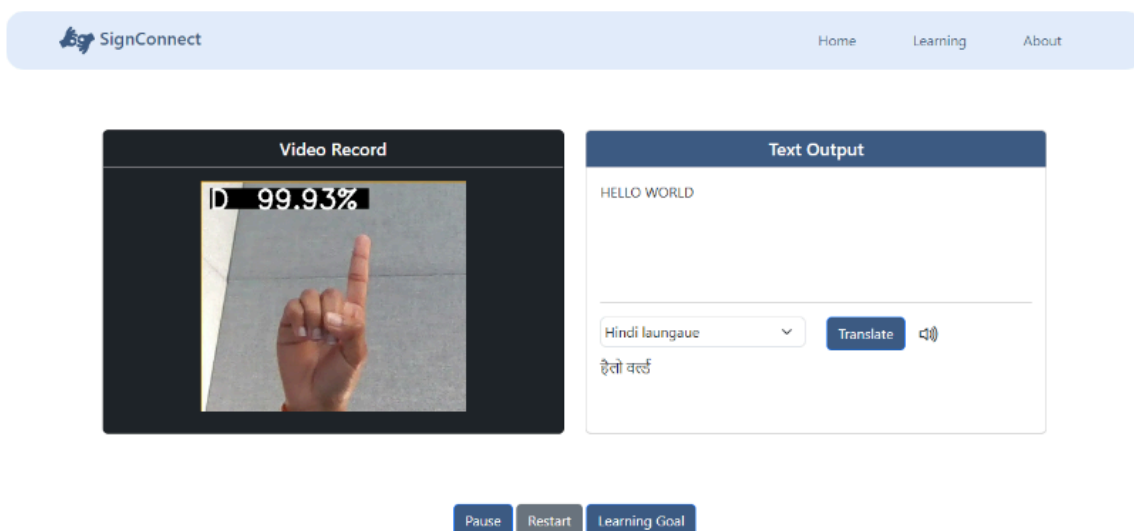 SignConnect
Home Learning About
Video Record
D 99.93%
Text Output
HELLO WORLD
Hindi laungaue
Translate
हैलो वर्ल्ड
Pause Restart Learning Goal